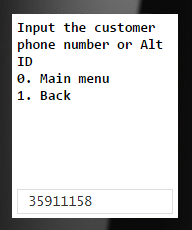 Input the customer
phone number or Alt
ID
0. Main menu
1. Back
35911158